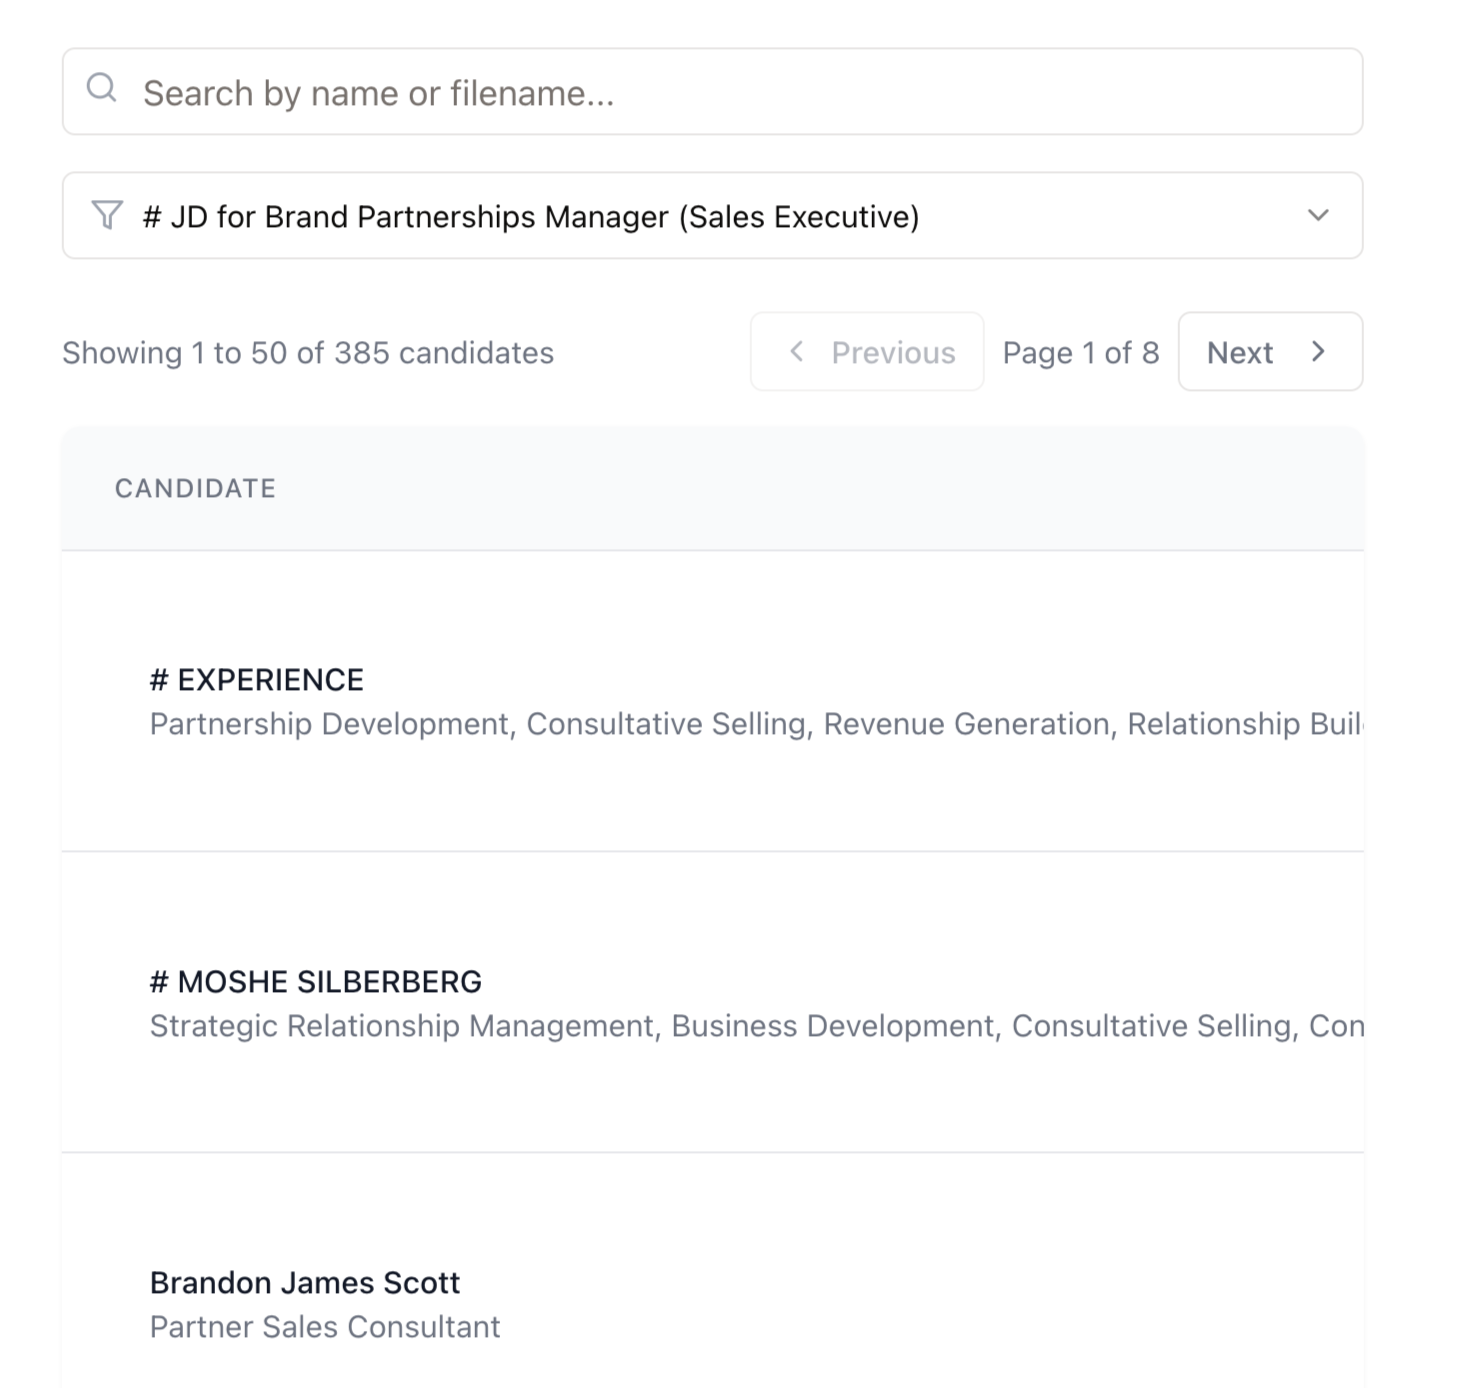 Search by name or filename...
# JD for Brand Partnerships Manager (Sales Executive)
Showing 1 to 50 of 385 candidates
Previous
Page 1 of 8
Next
CANDIDATE
# EXPERIENCE
Partnership Development, Consultative Selling, Revenue Generation, Relationship Buil
# MOSHE SILBERBERG
Strategic Relationship Management, Business Development, Consultative Selling, Con
Brandon James Scott
Partner Sales Consultant